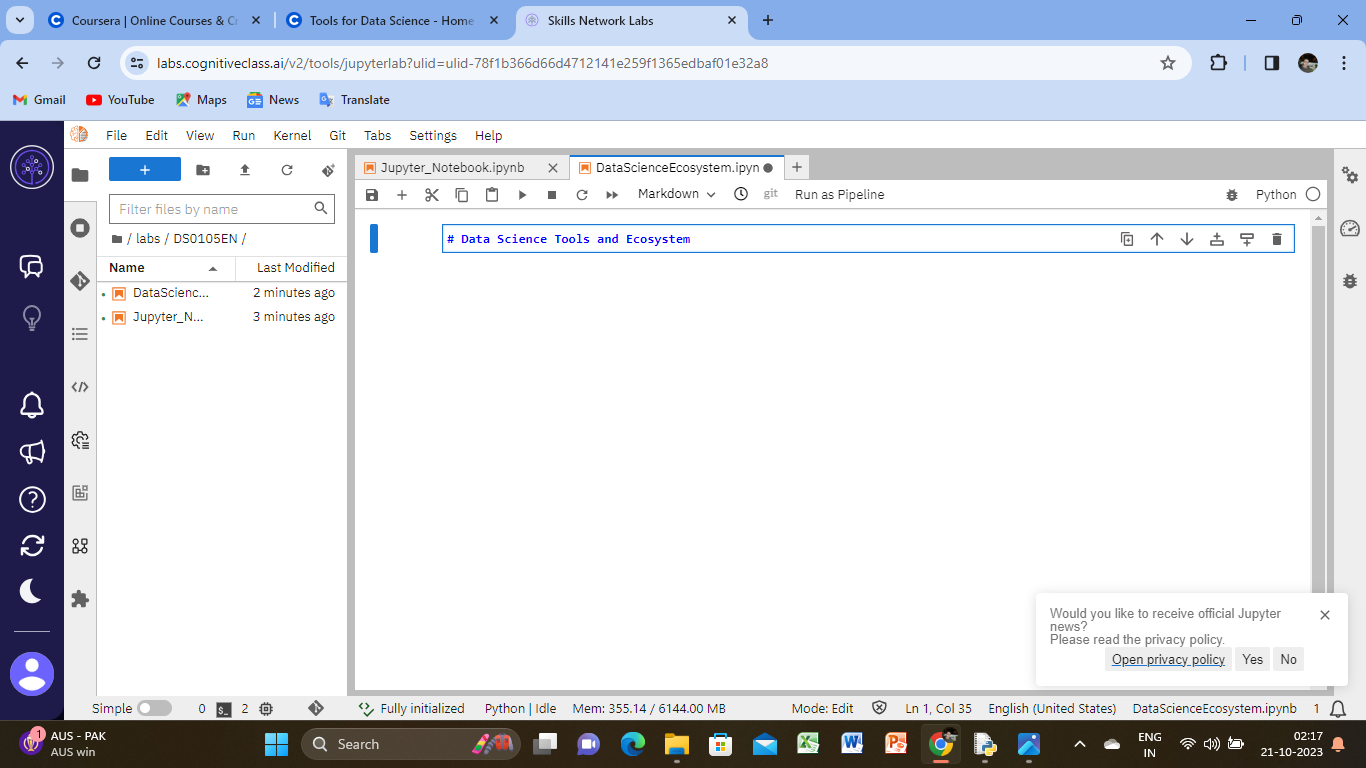 Coursera | Online Courses & C
Tools for Data Science - Home
Skills Network Labs
labs.cognitiveclass.ai/v2/tools/jupyterlab?ulid=ulid-78f1b366d66d4712141e259f1365edbaf01e32a8
Gmail YouTube Maps News Translate
File Edit View Run Kernel Git Tabs Settings Help
Jupyter_Notebook.ipynb DataScienceEcosystem.ipyn
Markdown git Run as Pipeline Python
Filter files by name
/ labs / DS0105EN /
Name Last Modified
DataScienc... 2 minutes ago
Jupyter_N... 3 minutes ago
# Data Science Tools and Ecosystem
Would you like to receive official Jupyter
news?
Please read the privacy policy.
Open privacy policy Yes No
Simple 0 2 Fully initialized Python | Idle Mem: 355.14 / 6144.00 MB Mode: Edit Ln 1, Col 35 English (United States) DataScienceEcosystem.ipynb 1
1 AUS - PAK
AUS win
Search
ENG
IN
02:17
21-10-2023